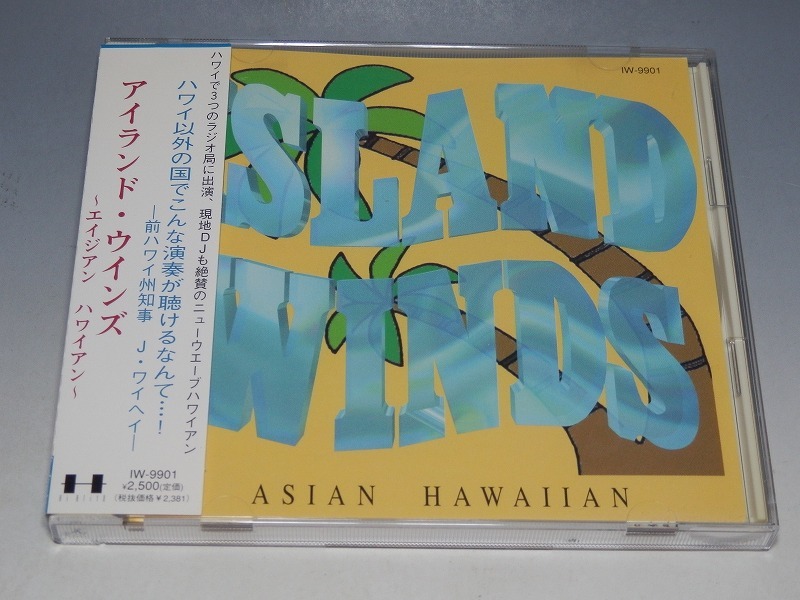 ハワイで3つのラジオ局に出演、現地DJも絶賛のニューウエーブハワイアン
ハワイ以外の国でこんな演奏が聴けるなんて…!
―前ハワイ州知事 J・ワイヘイ―
アイランド・ウインズ
～エイジアン ハワイアン～
IW-9901
¥2,500(定価)
(税抜価格¥2,381)
IW-9901
SLAND
WINDS
ASIAN HAWAIIAN